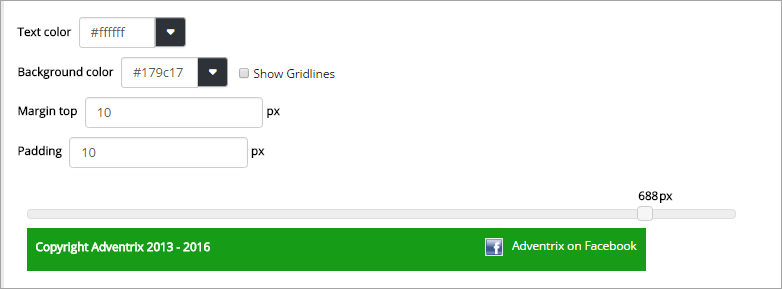 Text color #ffffff
Background color #179c17 Show Gridlines
Margin top 10 px
Padding 10 px
688px
Copyright Adventrix 2013 - 2016 f Adventrix on Facebook